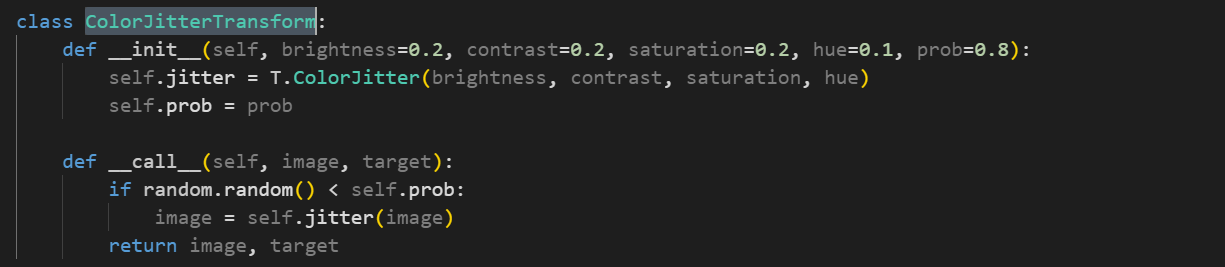 class ColorJitterTransform:
    def __init__(self, brightness=0.2, contrast=0.2, saturation=0.2, hue=0.1, prob=0.8):
        self.jitter = T.ColorJitter(brightness, contrast, saturation, hue)
        self.prob = prob

    def __call__(self, image, target):
        if random.random() < self.prob:
            image = self.jitter(image)
        return image, target